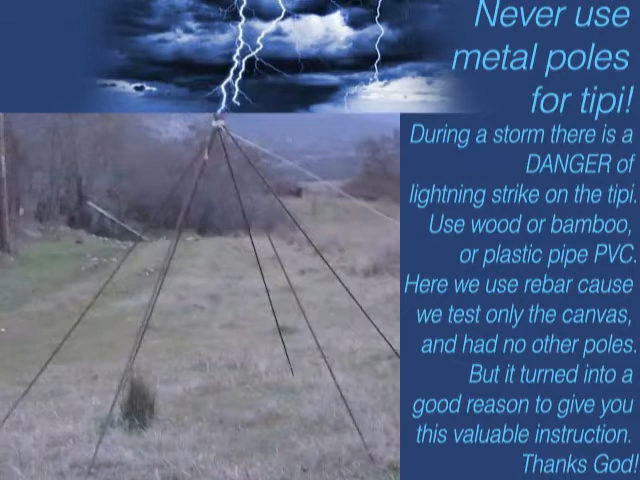 Never use
metal poles
for tipi!
During a storm there is a
DANGER of
lightning strike on the tipi.
Use wood or bamboo,
or plastic pipe PVC.
Here we use rebar cause
we test only the canvas,
and had no other poles.
But it turned into a
good reason to give you
this valuable instruction.
Thanks God!